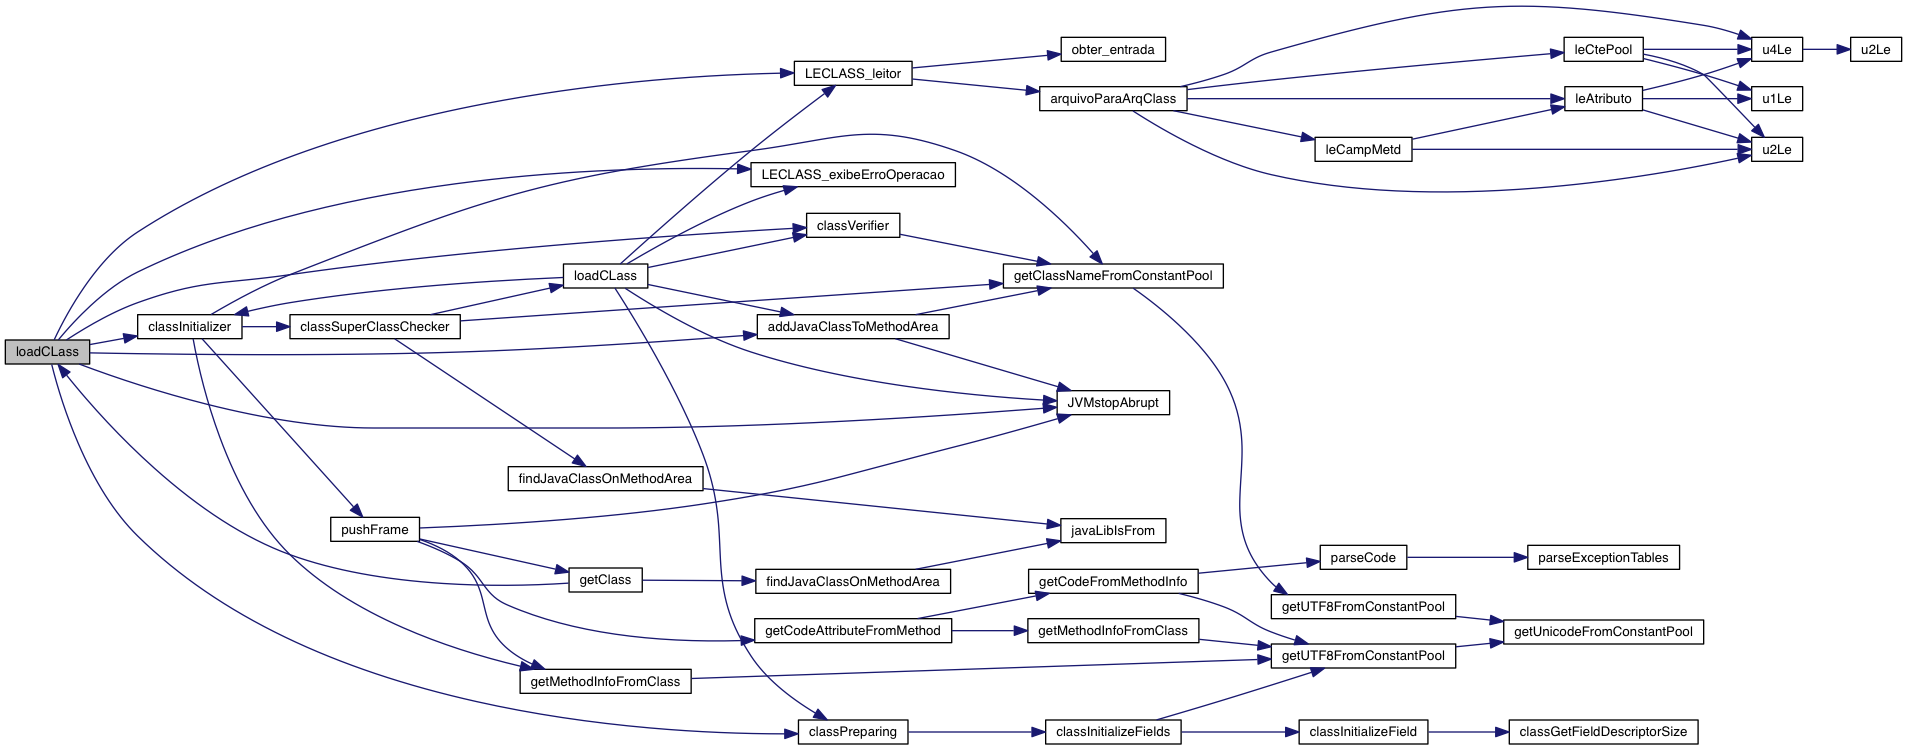 loadCLass
classInitializer
classSuperClassChecker
pushFrame
loadCLass
findJavaClassOnMethodArea
getClass
getMethodInfoFromClass
LECLASS_leitor
LECLASS_exibeErroOperacao
classVerifier
addJavaClassToMethodArea
findJavaClassOnMethodArea
getCodeAttributeFromMethod
classPreparing
obter_entrada
arquivoParaArqClass
getClassNameFromConstantPool
JVMstopAbrupt
javaLibIsFrom
getCodeFromMethodInfo
getMethodInfoFromClass
classInitializeFields
leCampMetd
parseCode
getUTF8FromConstantPool
getUTF8FromConstantPool
classInitializeField
leCtePool
leAtributo
parseExceptionTables
getUnicodeFromConstantPool
classGetFieldDescriptorSize
u4Le
u1Le
u2Le
u2Le